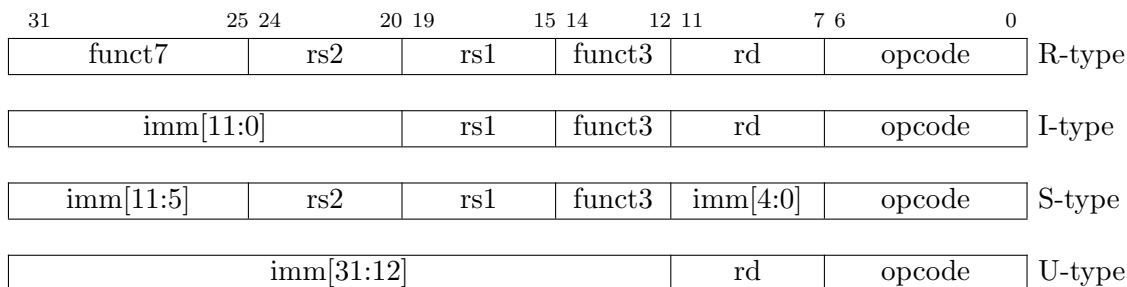 31 25 24 20 19 15 14 12 11 7 6 0
funct7 rs2 rs1 funct3 rd opcode R-type
imm[11:0] rs1 funct3 rd opcode I-type
imm[11:5] rs2 rs1 funct3 imm[4:0] opcode S-type
imm[31:12] rd opcode U-type